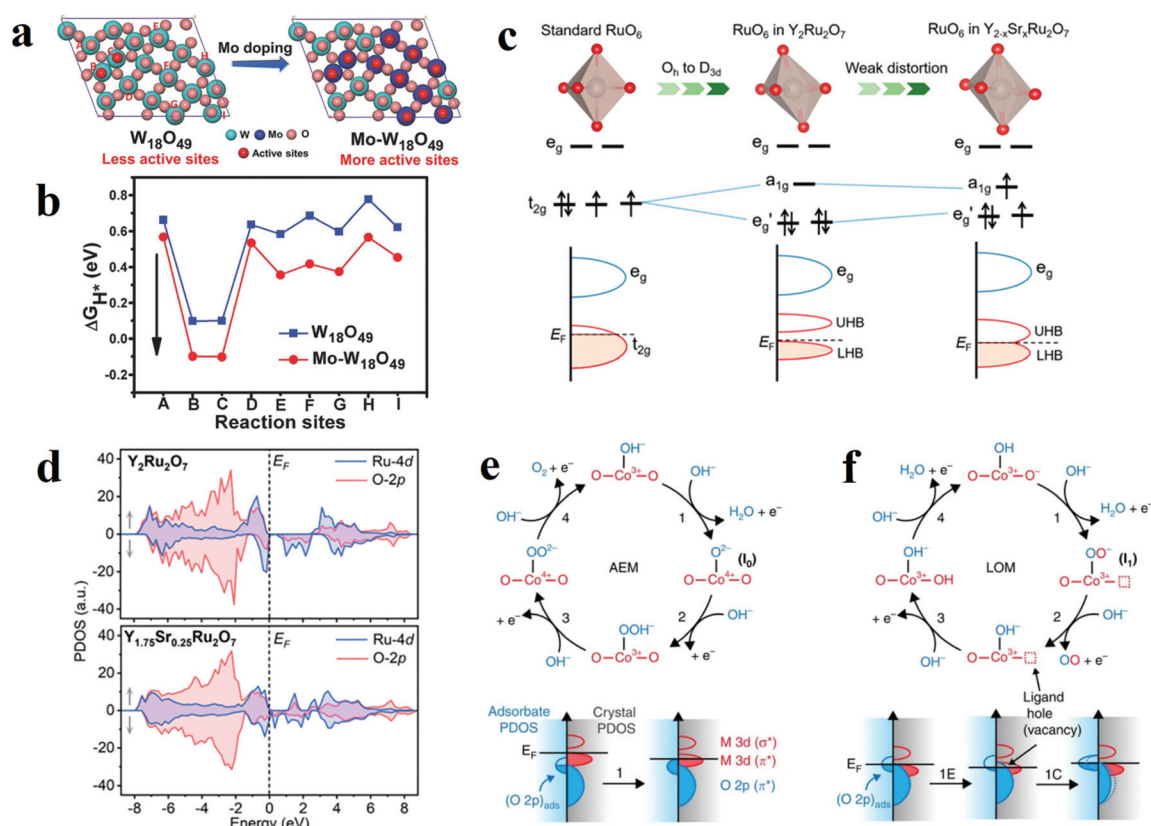 a
Mo doping
A
C
B
D
E
F
F
G
H
I
W18O49
Less active sites
W Mo O
Active sites
Mo-W18O49
More active sites
b
ΔGH* (eV)
0.8
0.6
0.4
0.2
0.0
-0.2
W18O49
Mo-W18O49
A B C D E F G H I
Reaction sites
c
Standard RuO6
RuO6 in Y2Ru2O7
RuO6 in Y2-xSrxRu2O7
Oh to D3d
Weak distortion
eg
eg
eg
t2g
a1g
eg'
a1g
eg'
eg
EF
t2g
eg
UHB
EF
LHB
eg
UHB
EF
LHB
d
PDOS (a.u.)
Y2Ru2O7
EF
Ru-4d
O-2p
40
20
0
-20
-40
Y1.75Sr0.25Ru2O7
EF
Ru-4d
O-2p
40
20
0
-20
-40
-8 -6 -4 -2 0 2 4 6 8
Energy (eV)
e
OH−
O—Co3+—O
OH−
1
H2O + e−
O2−
(I0)
O—Co4+—O
2
OH−
+ e−
OOH−
O—Co3+—O
3
OH−
+ e−
OO2−
O—Co4+—O
4
OH−
O2 + e−
AEM
Adsorbate
PDOS
Crystal
PDOS
EF
(O 2p)ads
1
M 3d (σ*)
M 3d (π*)
O 2p (π*)
f
OH
O—Co3+—O−
OH−
1
H2O + e−
OO−
(I1)
O—Co3+—
2
OH−
OO + e−
OH−
O—Co3+—
3
OH−
+ e−
OH−
O—Co3+—OH
4
OH−
H2O + e−
LOM
Ligand
hole
(vacancy)
EF
(O 2p)ads
1E
1C